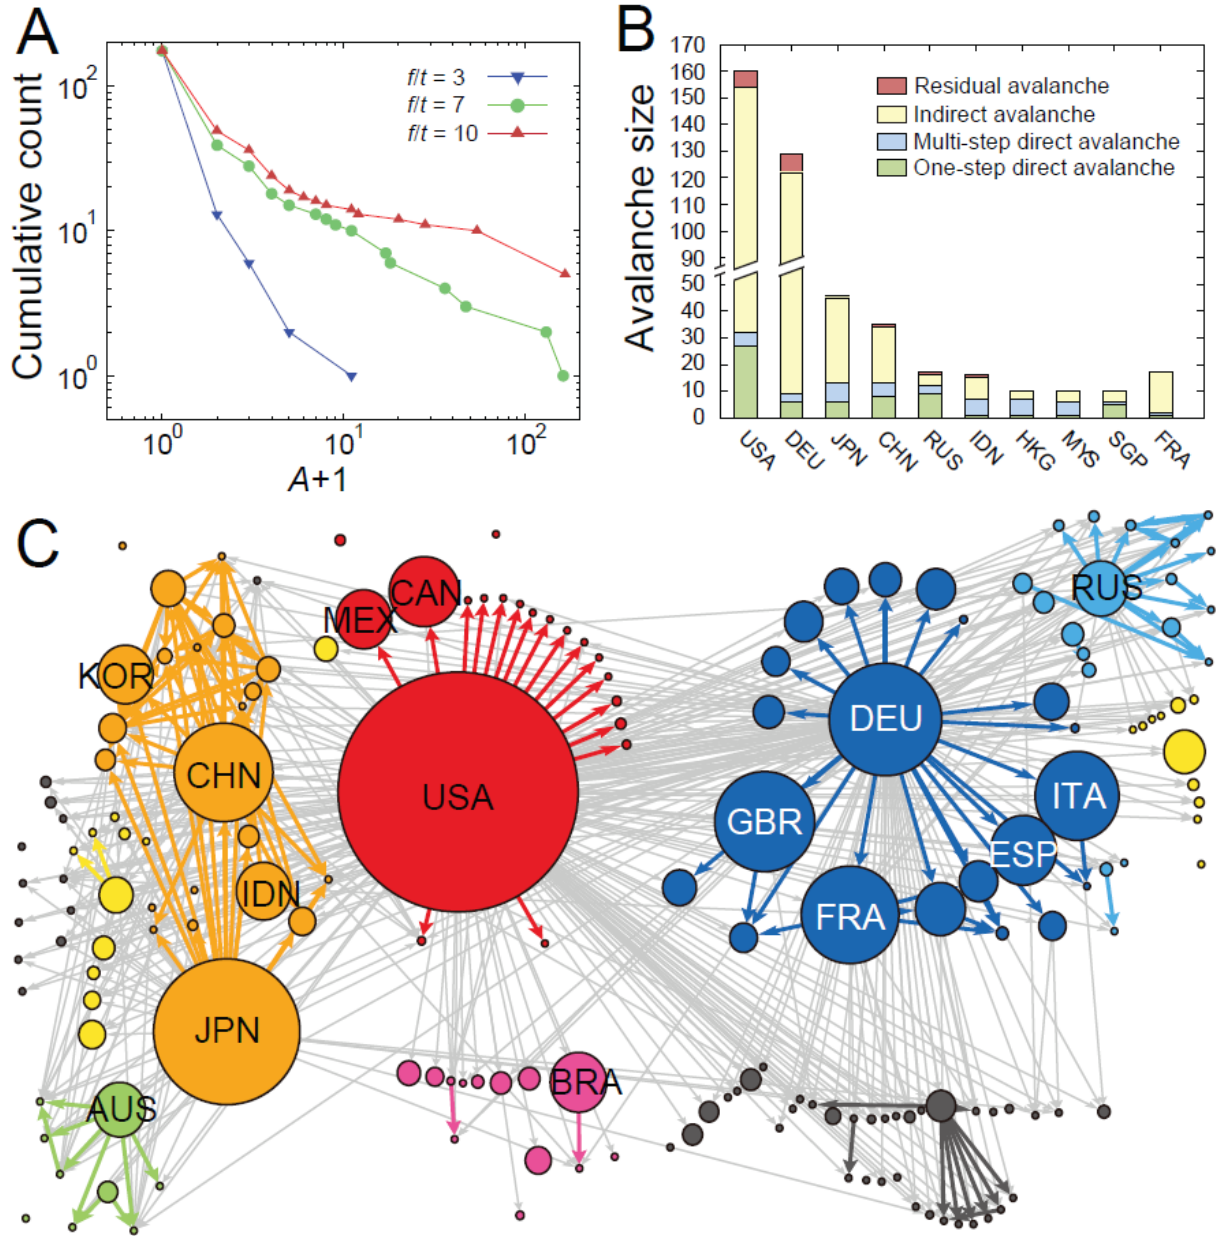 A
Cumulative count
10²
10¹
10⁰
f/t = 3
f/t = 7
f/t = 10
10⁰ 10¹ 10²
A+1
B
Avalanche size
170
160
150
140
130
120
110
100
90
50
40
30
20
10
0
Residual avalanche
Indirect avalanche
Multi-step direct avalanche
One-step direct avalanche
USA DEU JPN CHN RUS IDN HKG MYS SGP FRA
C
CAN
MEX
RUS
KOR
DEU
CHN
USA
ITA
GBR
ESP
IDN
FRA
JPN
BRA
AUS